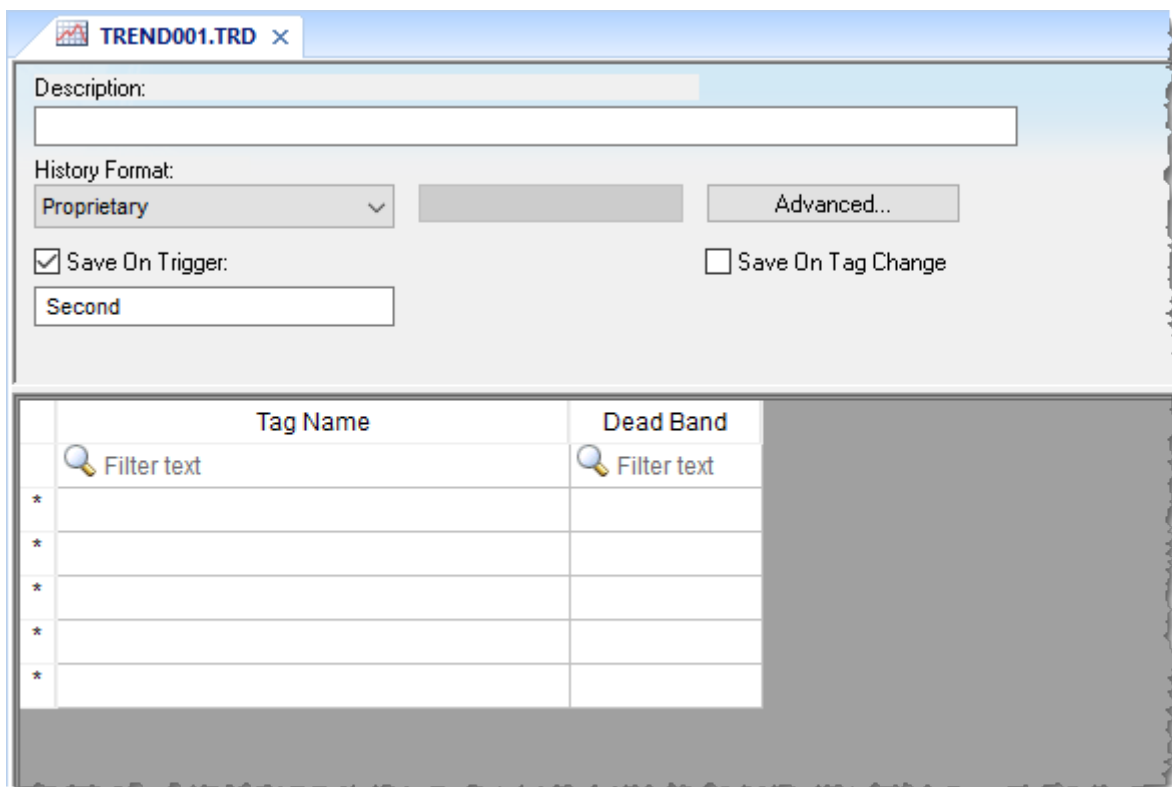 TREND001.TRD ×
Description:
History Format:
Proprietary Advanced...
Save On Trigger: Save On Tag Change
Second
Tag Name Dead Band
Filter text Filter text
*
*
*
*
*